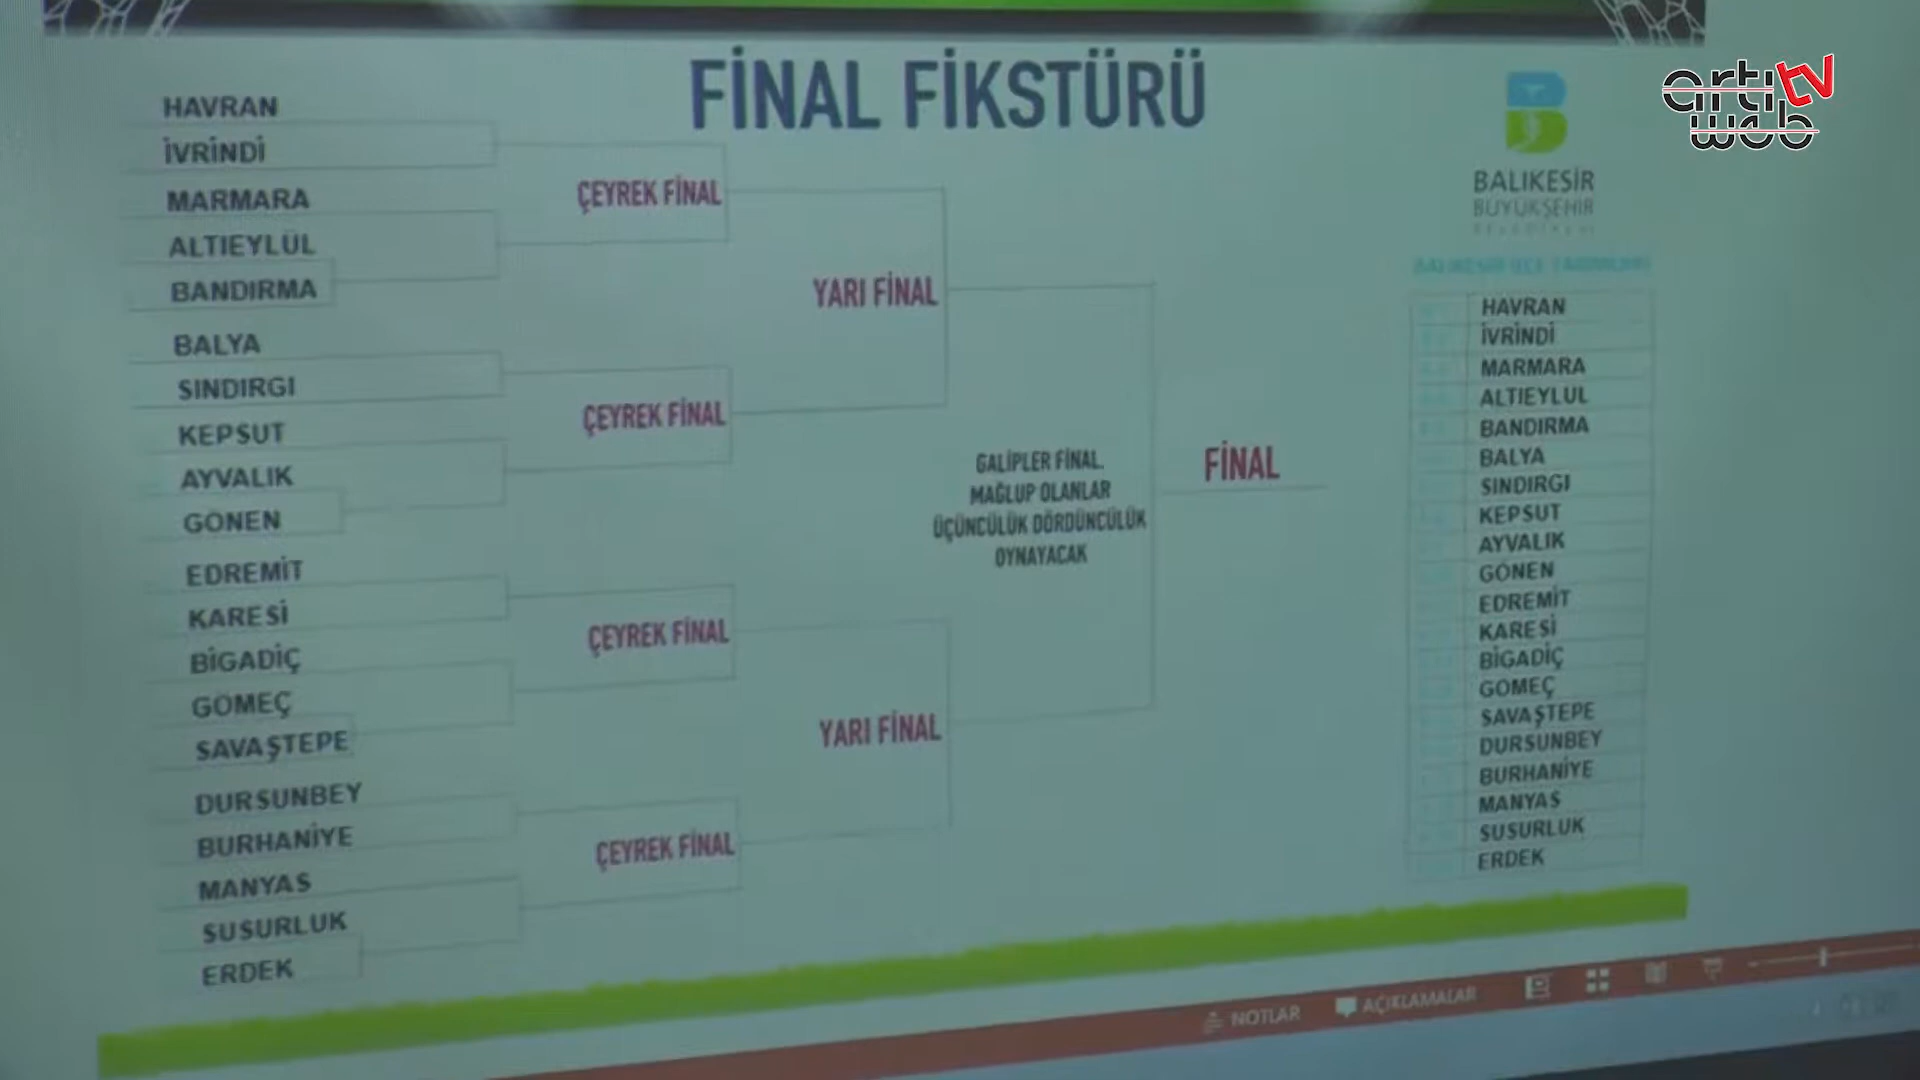 FİNAL FİKSTÜRÜ
HAVRAN
İVRİNDİ
MARMARA
ALTIEYLÜL
BANDIRMA
BALYA
SINDIRGI
KEPSUT
AYVALIK
GÖNEN
EDREMİT
KARESİ
BİGADİÇ
GÖMEÇ
SAVAŞTEPE
DURSUNBEY
BURHANİYE
MANYAS
SUSURLUK
ERDEK
ÇEYREK FİNAL
ÇEYREK FİNAL
ÇEYREK FİNAL
ÇEYREK FİNAL
YARI FİNAL
YARI FİNAL
GALİPLER FİNAL.
MAĞLUP OLANLAR
ÜÇÜNCÜLÜK DÖRDÜNCÜLÜK
OYNAYACAK
FİNAL
artı tv
web
BALIKESİR
BÜYÜKŞEHİR
HAVRAN
İVRİNDİ
MARMARA
ALTIEYLUL
BANDIRMA
BALYA
SINDIRGI
KEPSUT
AYVALIK
GÖNEN
EDREMİT
KARESİ
BİGADİÇ
GÖMEÇ
SAVAŞTEPE
DURSUNBEY
BURHANİYE
MANYAS
SUSURLUK
ERDEK
NOTLAR
AÇIKLAMALAR